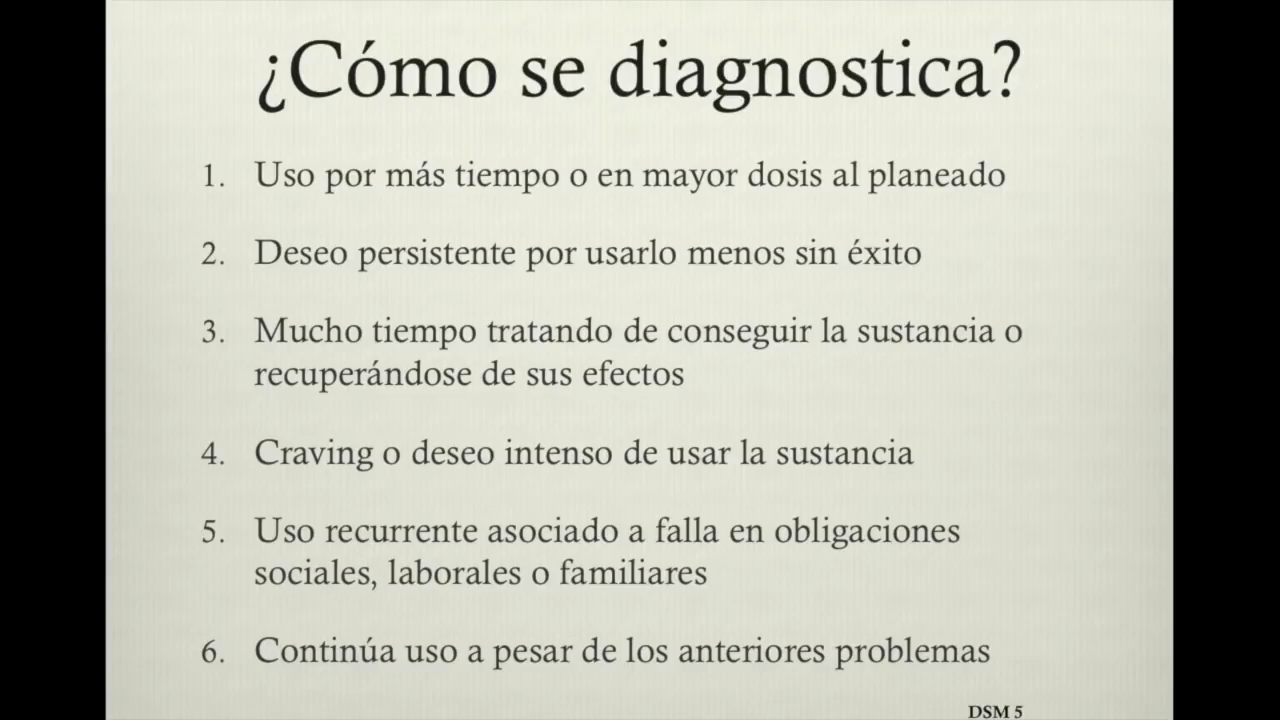 ¿Cómo se diagnostica?
1. Uso por más tiempo o en mayor dosis al planeado
2. Deseo persistente por usarlo menos sin éxito
3. Mucho tiempo tratando de conseguir la sustancia o
recuperándose de sus efectos
4. Craving o deseo intenso de usar la sustancia
5. Uso recurrente asociado a falla en obligaciones
sociales, laborales o familiares
6. Continúa uso a pesar de los anteriores problemas
DSM 5